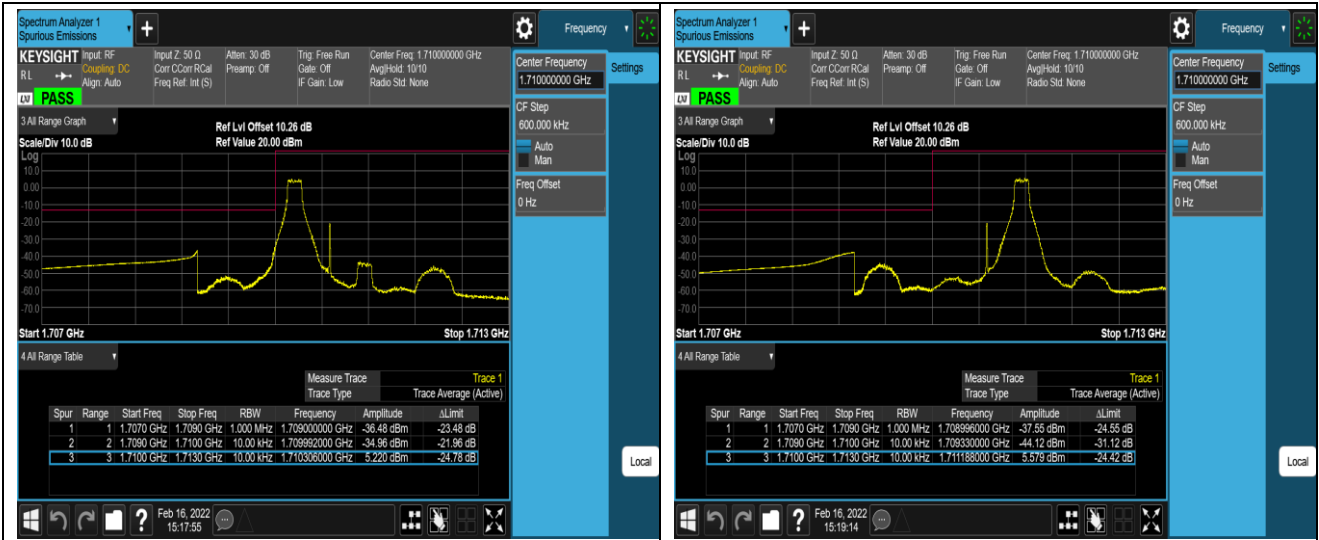 Spectrum Analyzer 1
Spurious Emissions
Frequency
KEYSIGHT
R L
PASS
Input: RF
Coupling: DC
Align: Auto
Input Z: 50 Ω
Corr CCorr RCal
Freq Ref: Int (S)
Atten: 30 dB
Preamp: Off
Trig: Free Run
Gate: Off
IF Gain: Low
Center Freq: 1.710000000 GHz
Avg|Hold: 10/10
Radio Std: None
Center Frequency
1.710000000 GHz
Settings
CF Step
600.000 kHz
Auto
Man
Freq Offset
0 Hz
3 All Range Graph
Scale/Div 10.0 dB
Ref Lvl Offset 10.26 dB
Ref Value 20.00 dBm
Log
10.0
0.00
-10.0
-20.0
-30.0
-40.0
-50.0
-60.0
-70.0
Start 1.707 GHz
Stop 1.713 GHz
4 All Range Table
Measure Trace Trace 1
Trace Type Trace Average (Active)
Spur Range Start Freq Stop Freq RBW Frequency Amplitude ΔLimit
1 1 1.7070 GHz 1.7090 GHz 1.000 MHz 1.709000000 GHz -36.48 dBm -23.48 dB
2 2 1.7090 GHz 1.7100 GHz 10.00 kHz 1.709992000 GHz -34.96 dBm -21.96 dB
3 3 1.7100 GHz 1.7130 GHz 10.00 kHz 1.710306000 GHz 5.220 dBm -24.78 dB
Local
?
Feb 16, 2022
15:17:55
Spectrum Analyzer 1
Spurious Emissions
Frequency
KEYSIGHT
R L
PASS
Input: RF
Coupling: DC
Align: Auto
Input Z: 50 Ω
Corr CCorr RCal
Freq Ref: Int (S)
Atten: 30 dB
Preamp: Off
Trig: Free Run
Gate: Off
IF Gain: Low
Center Freq: 1.710000000 GHz
Avg|Hold: 10/10
Radio Std: None
Center Frequency
1.710000000 GHz
Settings
CF Step
600.000 kHz
Auto
Man
Freq Offset
0 Hz
3 All Range Graph
Scale/Div 10.0 dB
Ref Lvl Offset 10.26 dB
Ref Value 20.00 dBm
Log
10.0
0.00
-10.0
-20.0
-30.0
-40.0
-50.0
-60.0
-70.0
Start 1.707 GHz
Stop 1.713 GHz
4 All Range Table
Measure Trace Trace 1
Trace Type Trace Average (Active)
Spur Range Start Freq Stop Freq RBW Frequency Amplitude ΔLimit
1 1 1.7070 GHz 1.7090 GHz 1.000 MHz 1.708996000 GHz -37.55 dBm -24.55 dB
2 2 1.7090 GHz 1.7100 GHz 10.00 kHz 1.709330000 GHz -44.12 dBm -31.12 dB
3 3 1.7100 GHz 1.7130 GHz 10.00 kHz 1.711188000 GHz 5.579 dBm -24.42 dB
Local
?
Feb 16, 2022
15:19:14